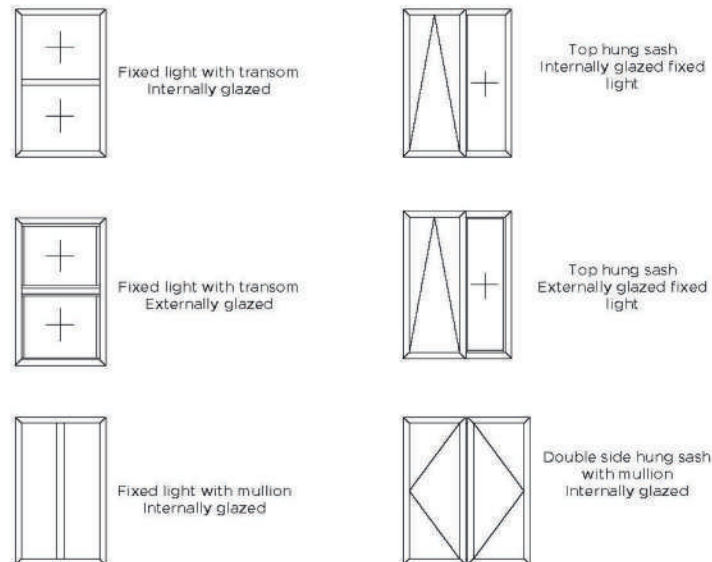 Fixed light with transom
Internally glazed
Top hung sash
Internally glazed fixed
light
Fixed light with transom
Externally glazed
Top hung sash
Externally glazed fixed
light
Fixed light with mullion
Internally glazed
Double side hung sash
with mullion
Internally glazed